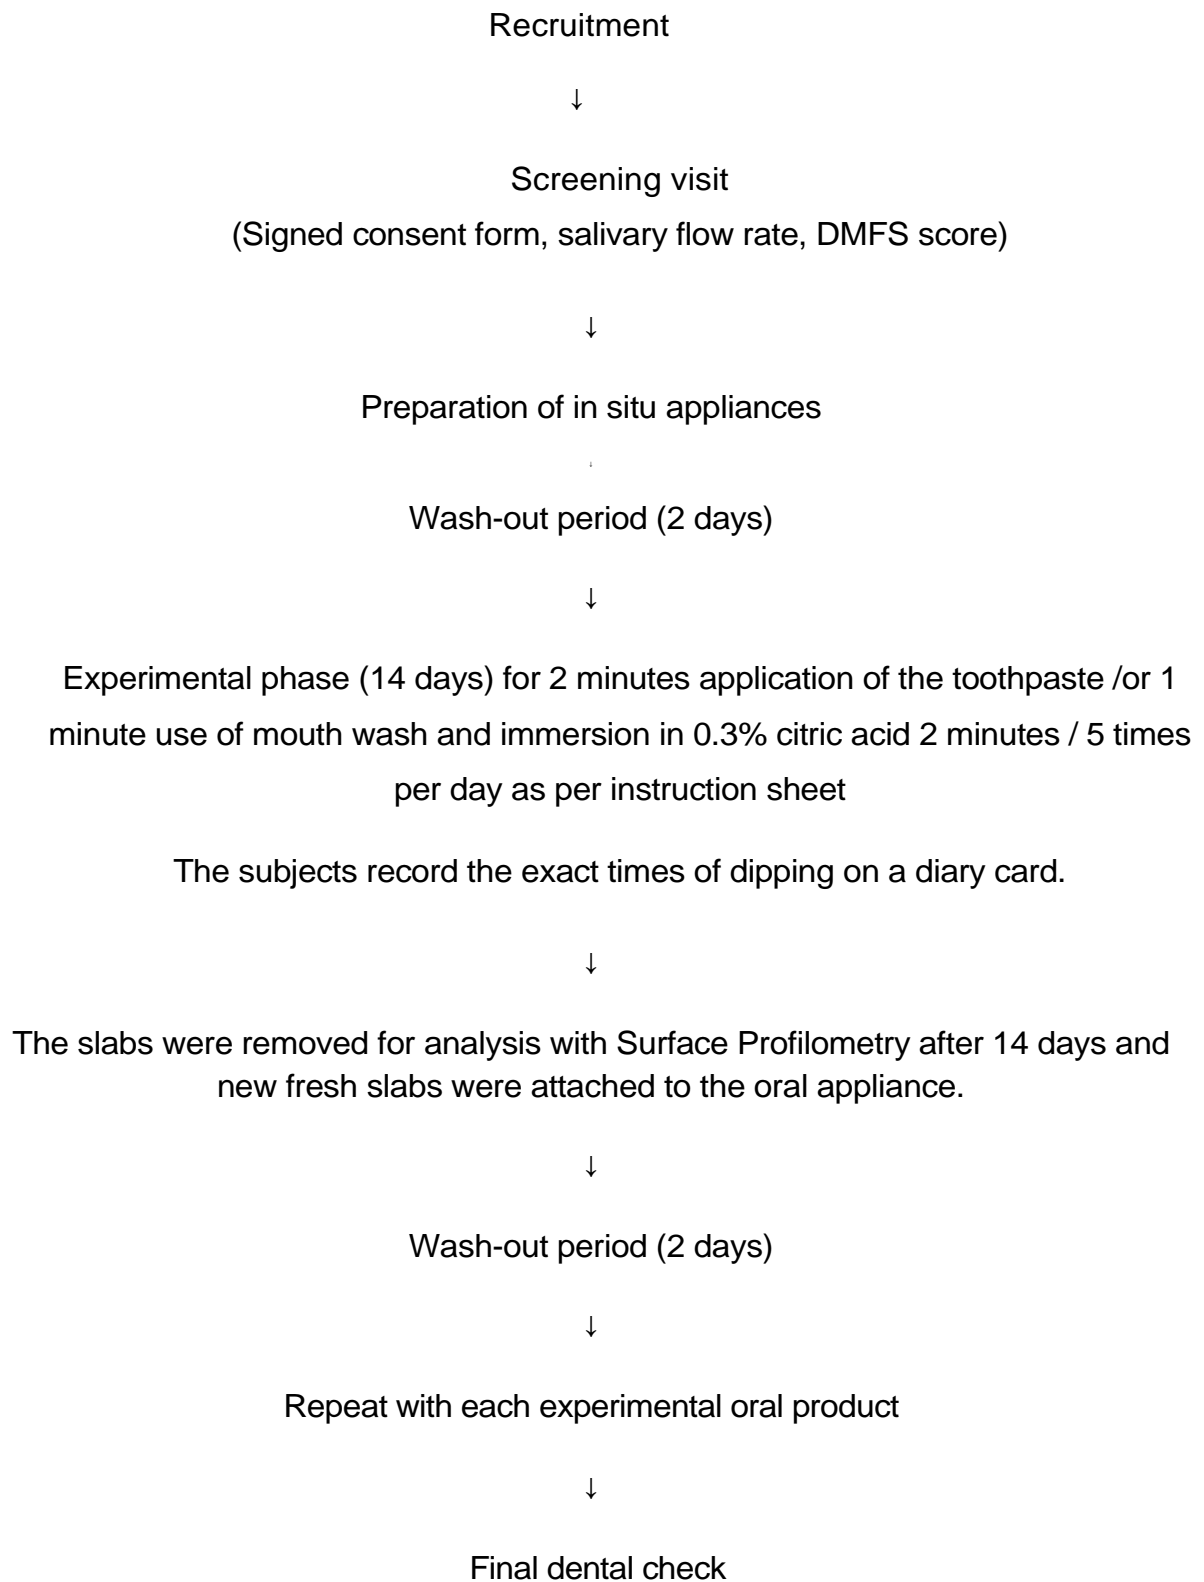 Recruitment
↓
Screening visit
(Signed consent form, salivary flow rate, DMFS score)
↓
Preparation of in situ appliances
↓
Wash-out period (2 days)
↓
Experimental phase (14 days) for 2 minutes application of the toothpaste /or 1
minute use of mouth wash and immersion in 0.3% citric acid 2 minutes / 5 times
per day as per instruction sheet
The subjects record the exact times of dipping on a diary card.
↓
The slabs were removed for analysis with Surface Profilometry after 14 days and
new fresh slabs were attached to the oral appliance.
↓
Wash-out period (2 days)
↓
Repeat with each experimental oral product
↓
Final dental check